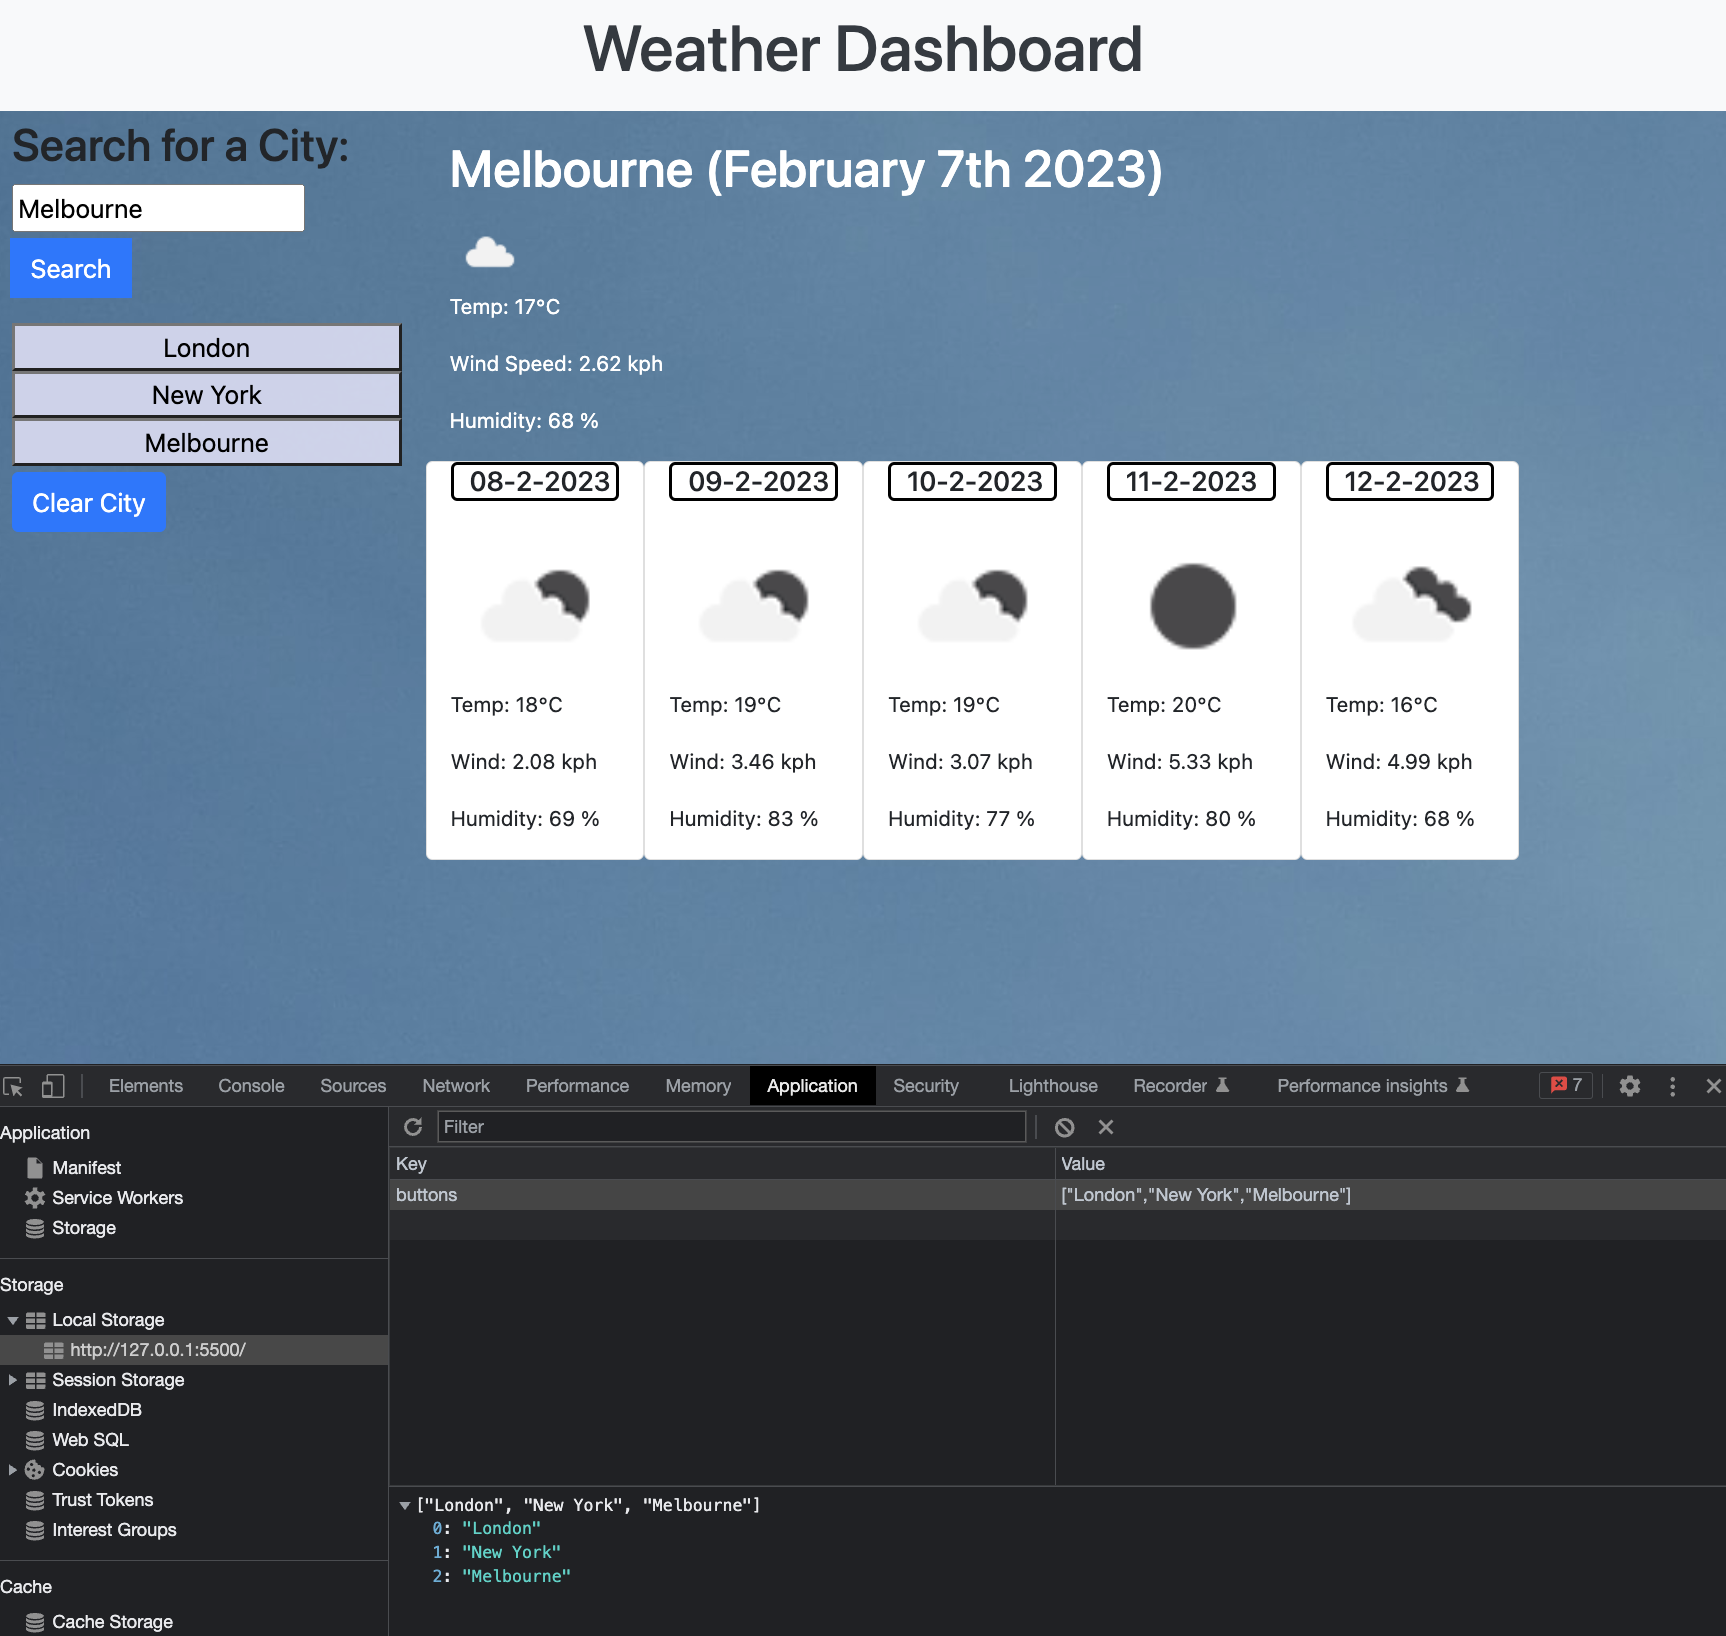 Weather Dashboard
Search for a City:
Melbourne
Search
London
New York
Melbourne
Clear City
Melbourne (February 7th 2023)
Temp: 17°C
Wind Speed: 2.62 kph
Humidity: 68 %
08-2-2023
Temp: 18°C
Wind: 2.08 kph
Humidity: 69 %
09-2-2023
Temp: 19°C
Wind: 3.46 kph
Humidity: 83 %
10-2-2023
Temp: 19°C
Wind: 3.07 kph
Humidity: 77 %
11-2-2023
Temp: 20°C
Wind: 5.33 kph
Humidity: 80 %
12-2-2023
Temp: 16°C
Wind: 4.99 kph
Humidity: 68 %
Elements Console Sources Network Performance Memory Application Security Lighthouse Recorder Performance insights 7
Application
Manifest
Service Workers
Storage
Storage
Local Storage
http://127.0.0.1:5500/
Session Storage
IndexedDB
Web SQL
Cookies
Trust Tokens
Interest Groups
Cache
Cache Storage
Filter
Key Value
buttons ["London","New York","Melbourne"]
["London", "New York", "Melbourne"]
0: "London"
1: "New York"
2: "Melbourne"